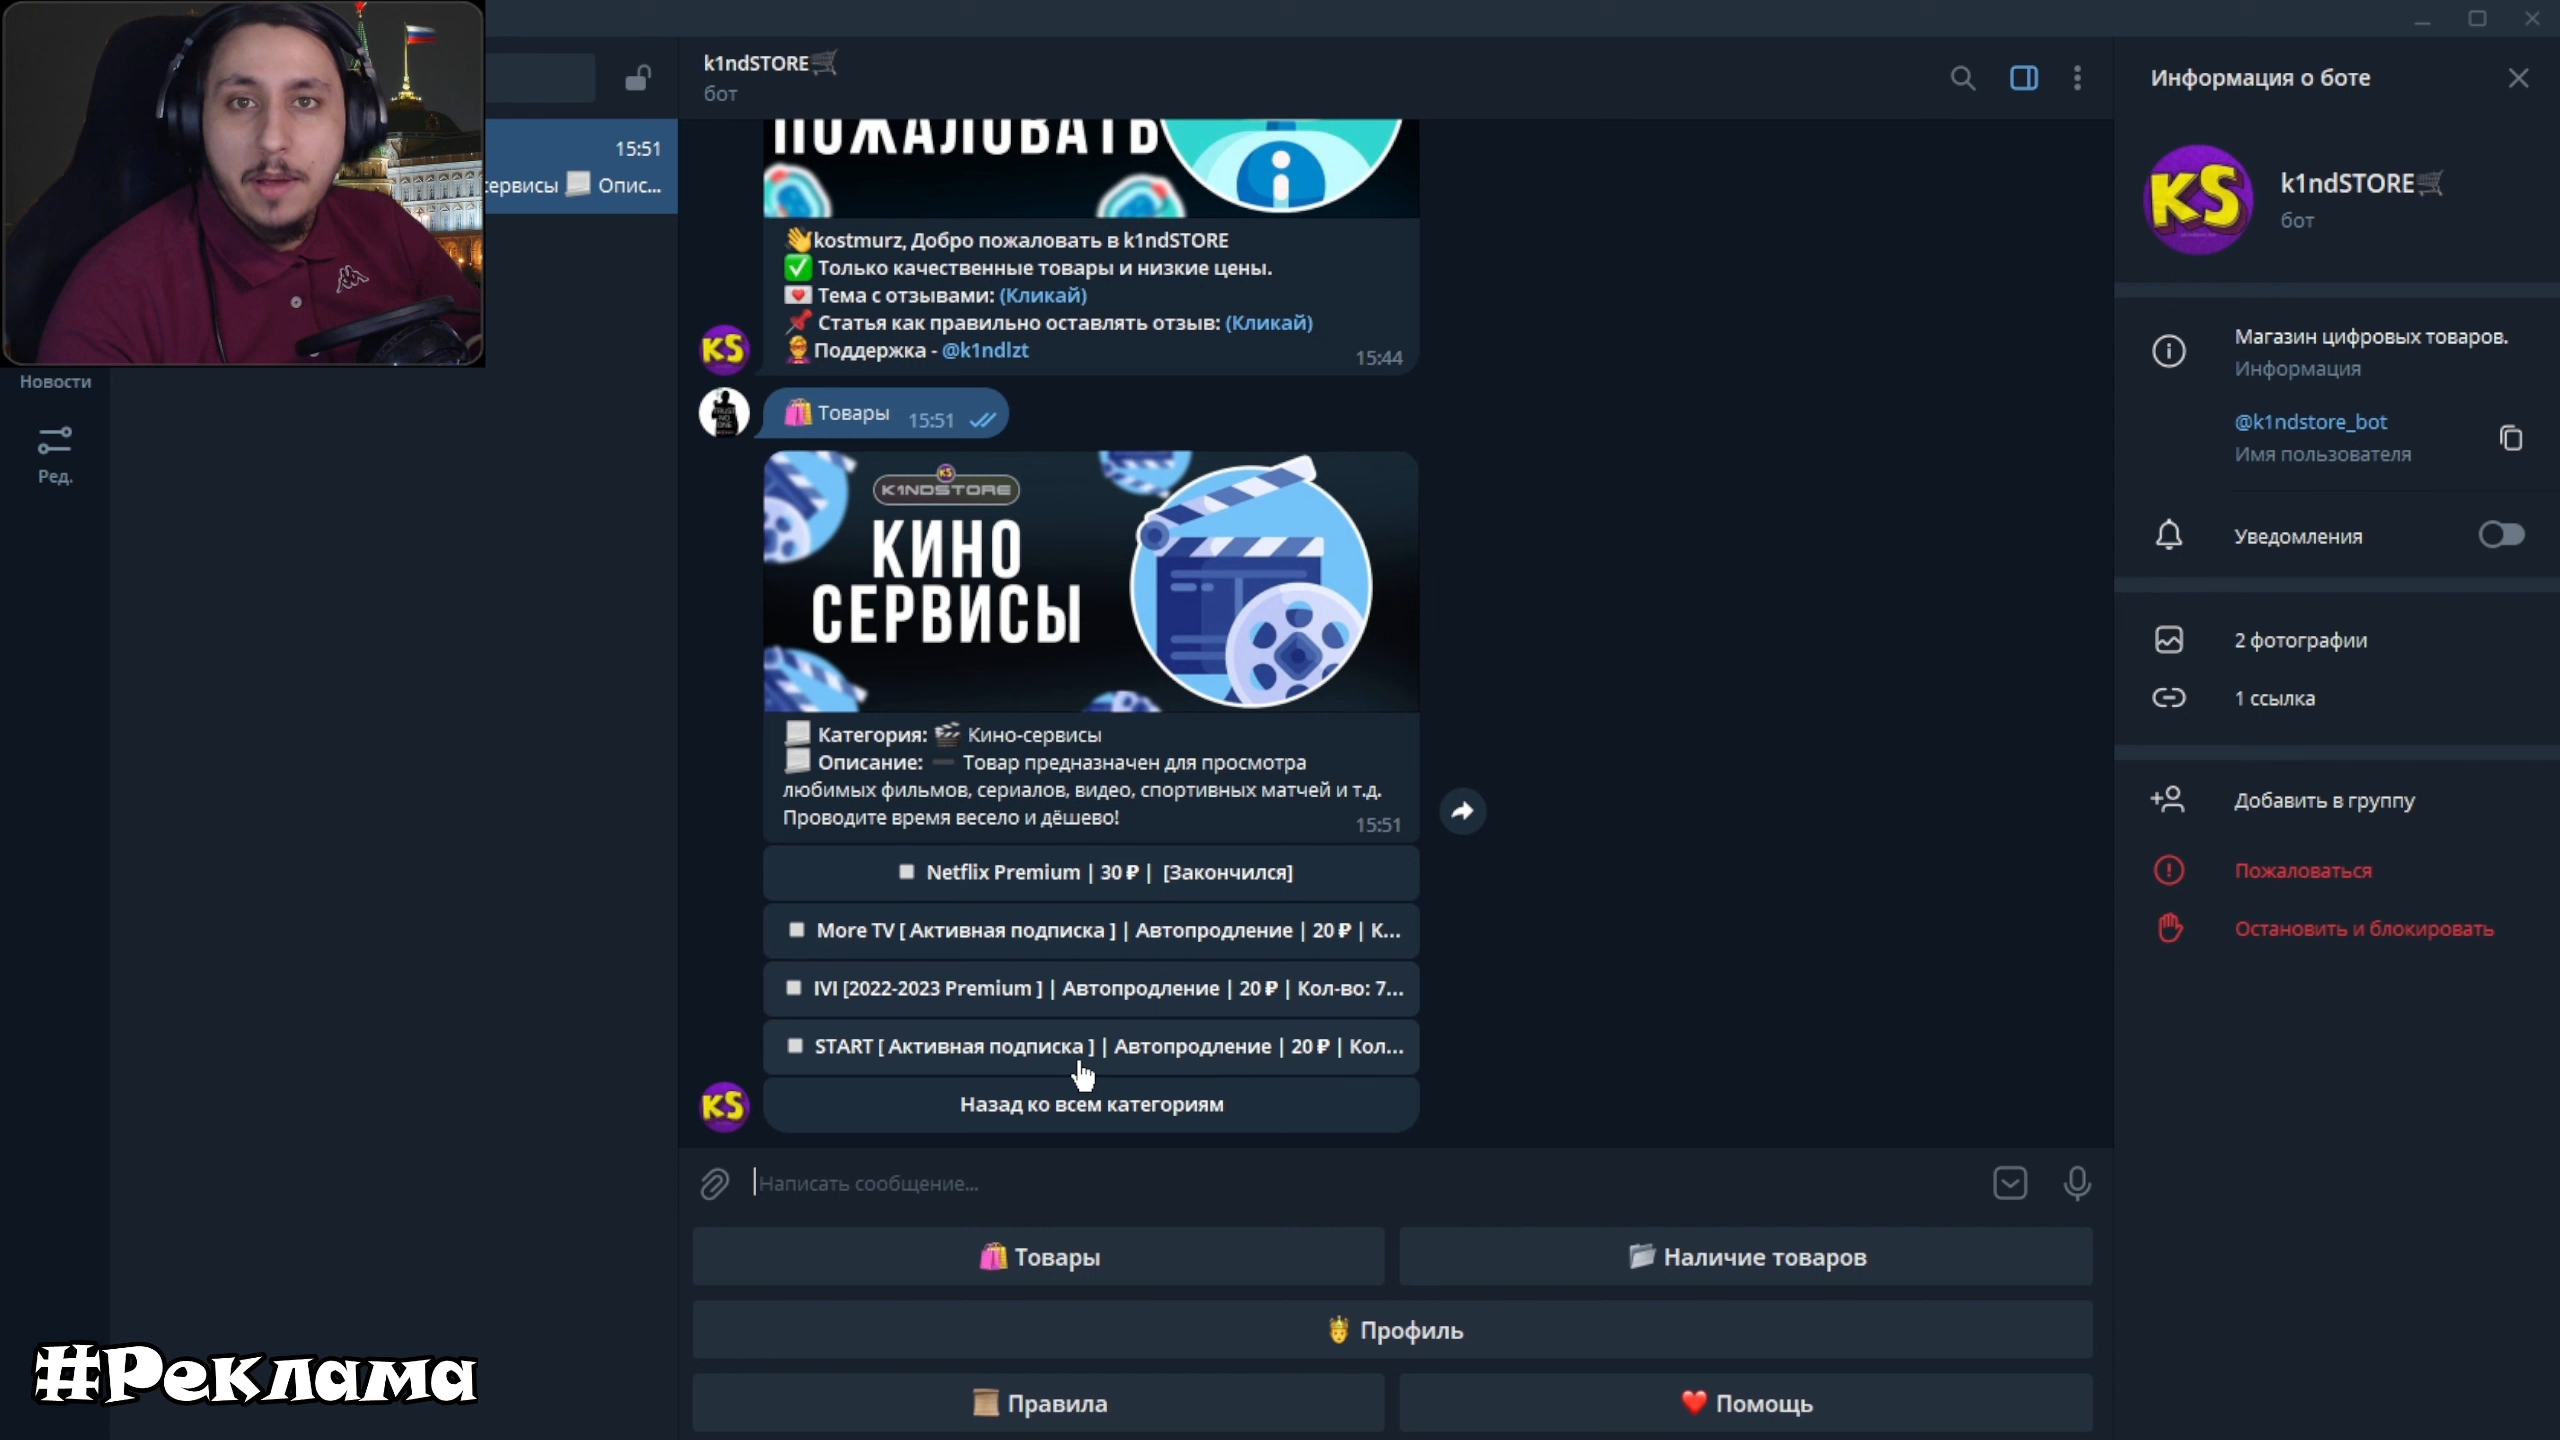 k1ndSTORE🛒
бот
15:51
сервисы 📃 Опис...
Новости
Ред.
ПОЖАЛОВАТЬ
👋kostmurz, Добро пожаловать в k1ndSTORE
✅ Только качественные товары и низкие цены.
💌 Тема с отзывами: (Кликай)
📌 Статья как правильно оставлять отзыв: (Кликай)
👷Поддержка - @k1ndlzt
15:44
KS
🛍 Товары 15:51
KS
K1NDSTORE
КИНО
СЕРВИСЫ
📃 Категория: 🎬 Кино-сервисы
📃 Описание: ➖ Товар предназначен для просмотра
любимых фильмов, сериалов, видео, спортивных матчей и т.д.
Проводите время весело и дёшево!
15:51
◽ Netflix Premium | 30 ₽ | [Закончился]
◽ More TV [ Активная подписка ] | Автопродление | 20 ₽ | К...
◽ IVI [2022-2023 Premium ] | Автопродление | 20 ₽ | Кол-во: 7...
◽ START [ Активная подписка ] | Автопродление | 20 ₽ | Кол...
KS
Назад ко всем категориям
Написать сообщение...
🛍 Товары
📂 Наличие товаров
🤴 Профиль
📜 Правила
❤️ Помощь
Информация о боте
KS
k1ndSTORE🛒
бот
Магазин цифровых товаров.
Информация
@k1ndstore_bot
Имя пользователя
Уведомления
2 фотографии
1 ссылка
Добавить в группу
Пожаловаться
Остановить и блокировать
#Реклама